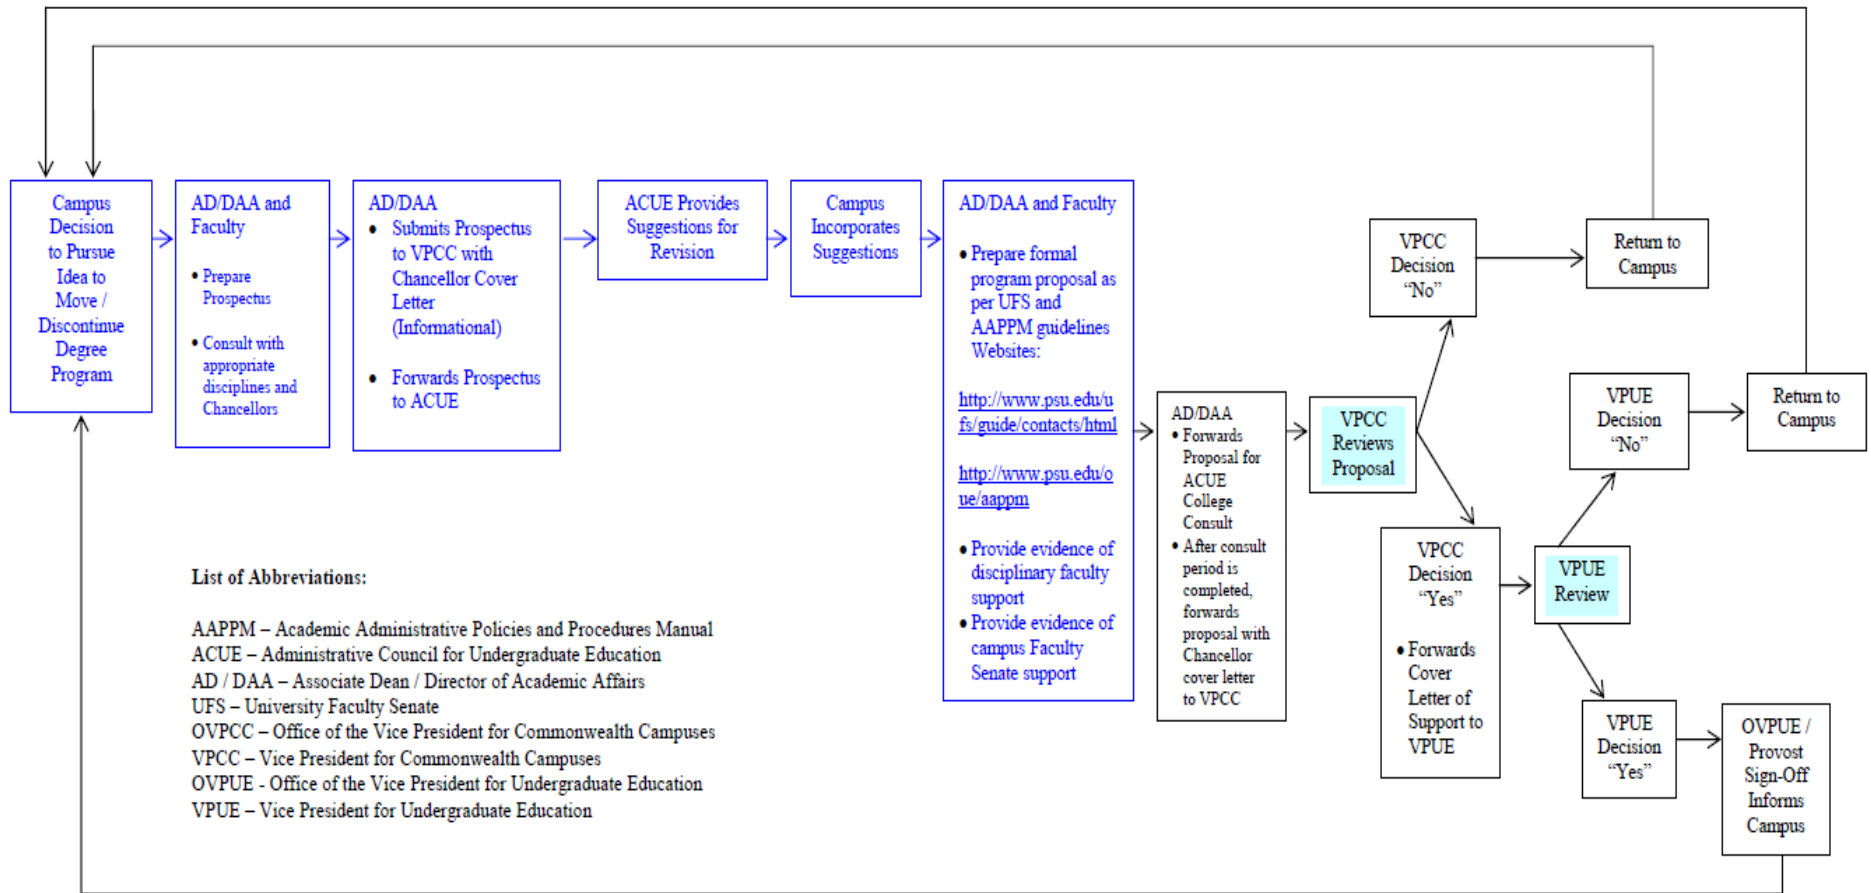 Campus
Decision
to Pursue
Idea to
Move /
Discontinue
Degree
Program
AD/DAA and
Faculty
• Prepare
Prospectus
• Consult with
appropriate
disciplines and
Chancellors
AD/DAA
• Submits Prospectus
to VPCC with
Chancellor Cover
Letter
(Informational)
• Forwards Prospectus
to ACUE
ACUE Provides
Suggestions for
Revision
Campus
Incorporates
Suggestions
AD/DAA and Faculty
• Prepare formal
program proposal as
per UFS and
AAPPM guidelines
Websites:
http://www.psu.edu/u
fs/guide/contacts/html
http://www.psu.edu/o
ue/aappm
• Provide evidence of
disciplinary faculty
support
• Provide evidence of
campus Faculty
Senate support
AD/DAA
• Forwards
Proposal for
ACUE
College
Consult
• After consult
period is
completed,
forwards
proposal with
Chancellor
cover letter
to VPCC
VPCC
Reviews
Proposal
VPCC
Decision
“No”
Return to
Campus
VPCC
Decision
“Yes”
• Forwards
Cover
Letter of
Support to
VPUE
VPUE
Review
VPUE
Decision
“No”
Return to
Campus
VPUE
Decision
“Yes”
OVPUE /
Provost
Sign-Off
Informs
Campus
List of Abbreviations:
AAPPM – Academic Administrative Policies and Procedures Manual
ACUE – Administrative Council for Undergraduate Education
AD / DAA – Associate Dean / Director of Academic Affairs
UFS – University Faculty Senate
OVPCC – Office of the Vice President for Commonwealth Campuses
VPCC – Vice President for Commonwealth Campuses
OVPUE - Office of the Vice President for Undergraduate Education
VPUE – Vice President for Undergraduate Education